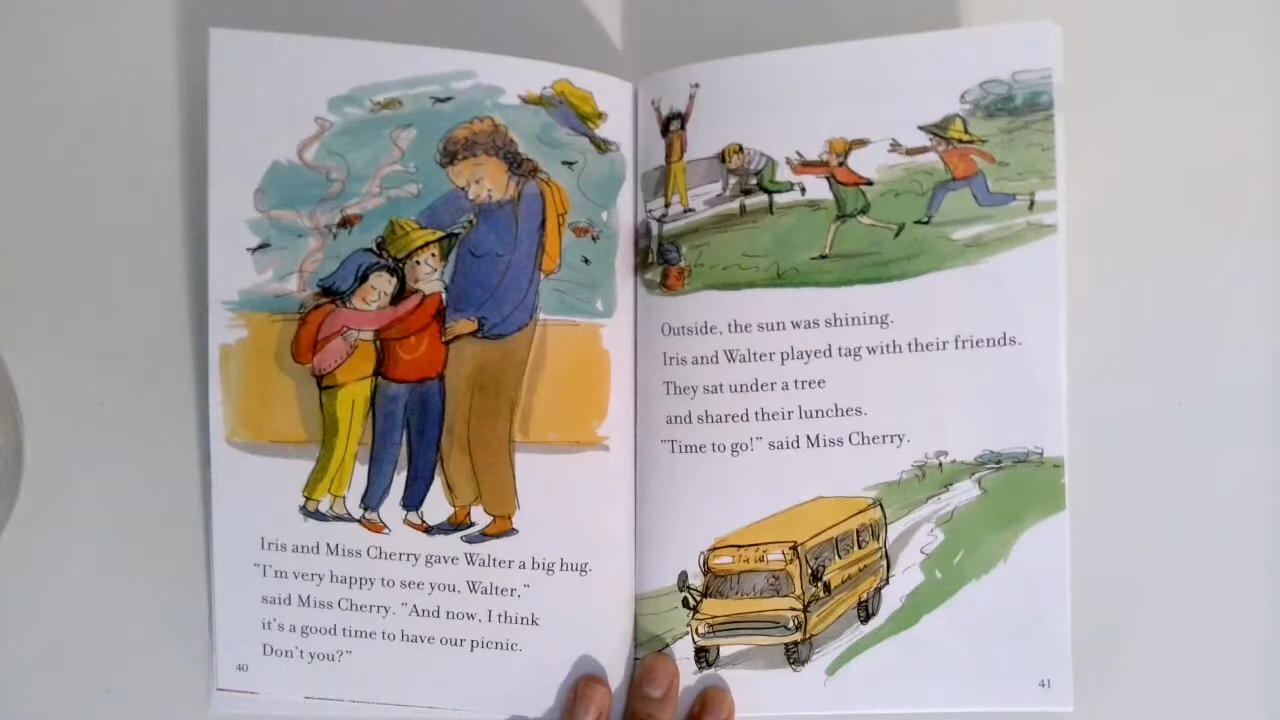 Iris and Miss Cherry gave Walter a big hug.
"I'm very happy to see you, Walter,"
said Miss Cherry. "And now, I think
it's a good time to have our picnic.
Don't you?"
40
Outside, the sun was shining.
Iris and Walter played tag with their friends.
They sat under a tree
and shared their lunches.
"Time to go!" said Miss Cherry.
41